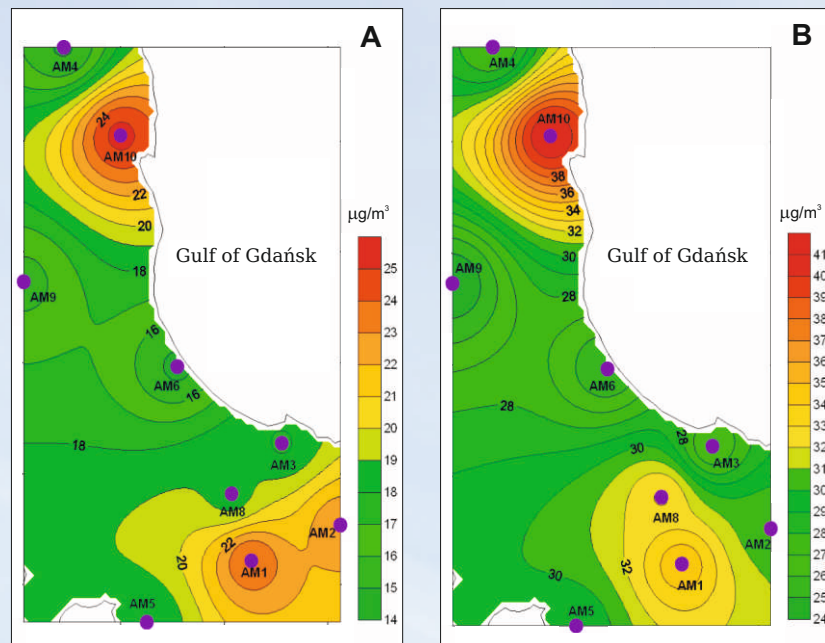 A
AM4
24
AM10
22
20
Gulf of Gdańsk
18
AM9
16
AM6
16
18
AM3
AM8
22
AM2
20
AM1
AM5
µg/m³
25
24
23
22
21
20
19
18
17
16
15
14
B
AM4
AM10
38
36
34
32
30
Gulf of Gdańsk
AM9
28
AM6
28
28
30
AM3
AM8
AM2
32
AM1
30
AM5
µg/m³
41
40
39
38
37
36
35
34
33
32
31
30
29
28
27
26
25
24